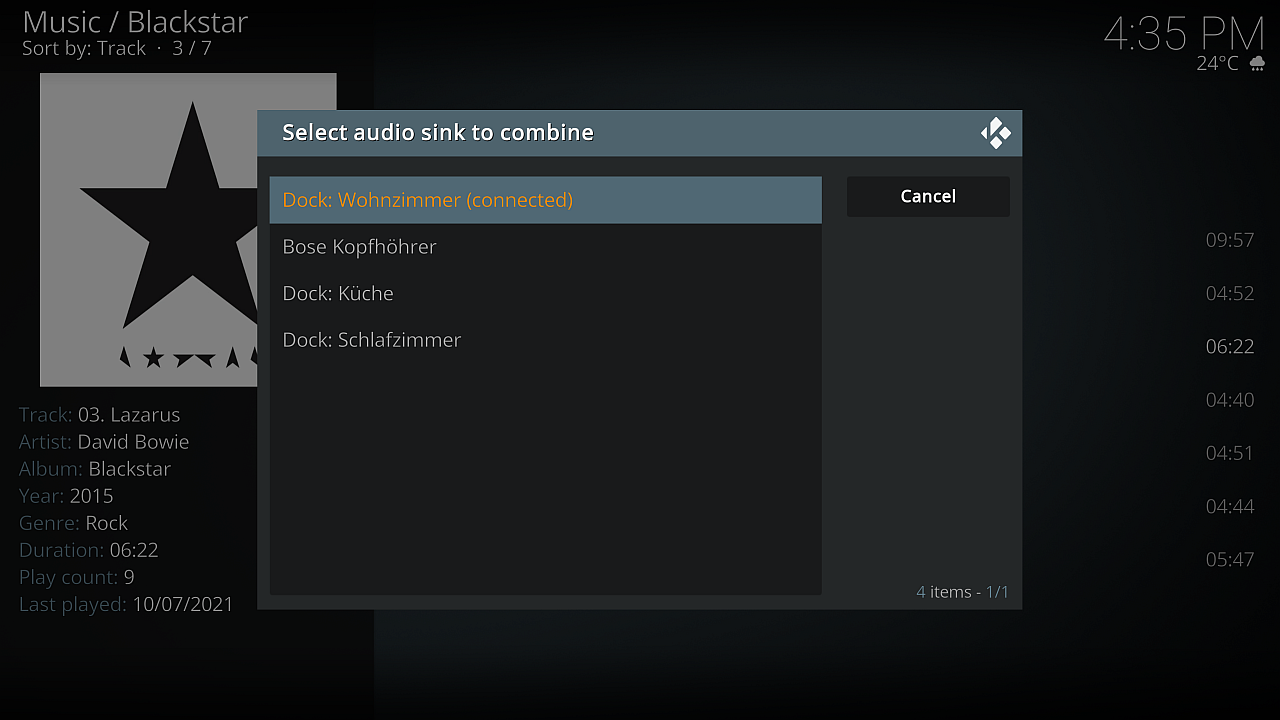 Music / Blackstar
Sort by: Track · 3 / 7
4:35 PM
24°C
Select audio sink to combine
Dock: Wohnzimmer (connected)
Bose Kopfhöhrer
Dock: Küche
Dock: Schlafzimmer
Cancel
4 items - 1/1
Track: 03. Lazarus
Artist: David Bowie
Album: Blackstar
Year: 2015
Genre: Rock
Duration: 06:22
Play count: 9
Last played: 10/07/2021
09:57
04:52
06:22
04:40
04:51
04:44
05:47